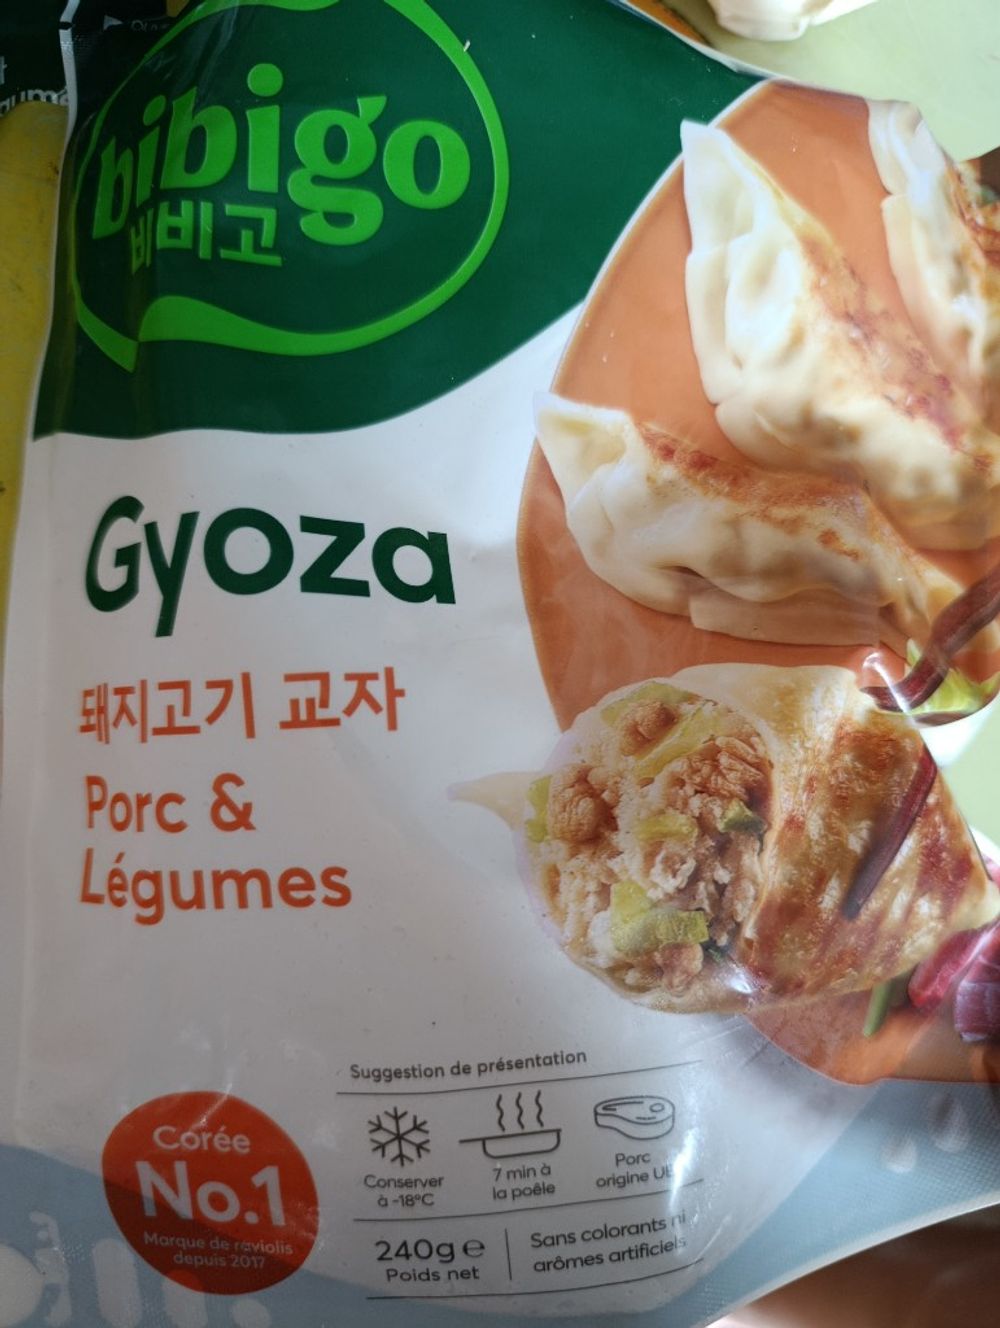 bibigo
비비고
Gyoza
돼지고기 교자
Porc &
Légumes
Suggestion de présentation
Conserver
à -18°C
7 min à
la poêle
Porc
origine UE
Corée
No.1
Marque de raviolis
depuis 2017
240g e
Poids net
Sans colorants ni
arômes artificiels